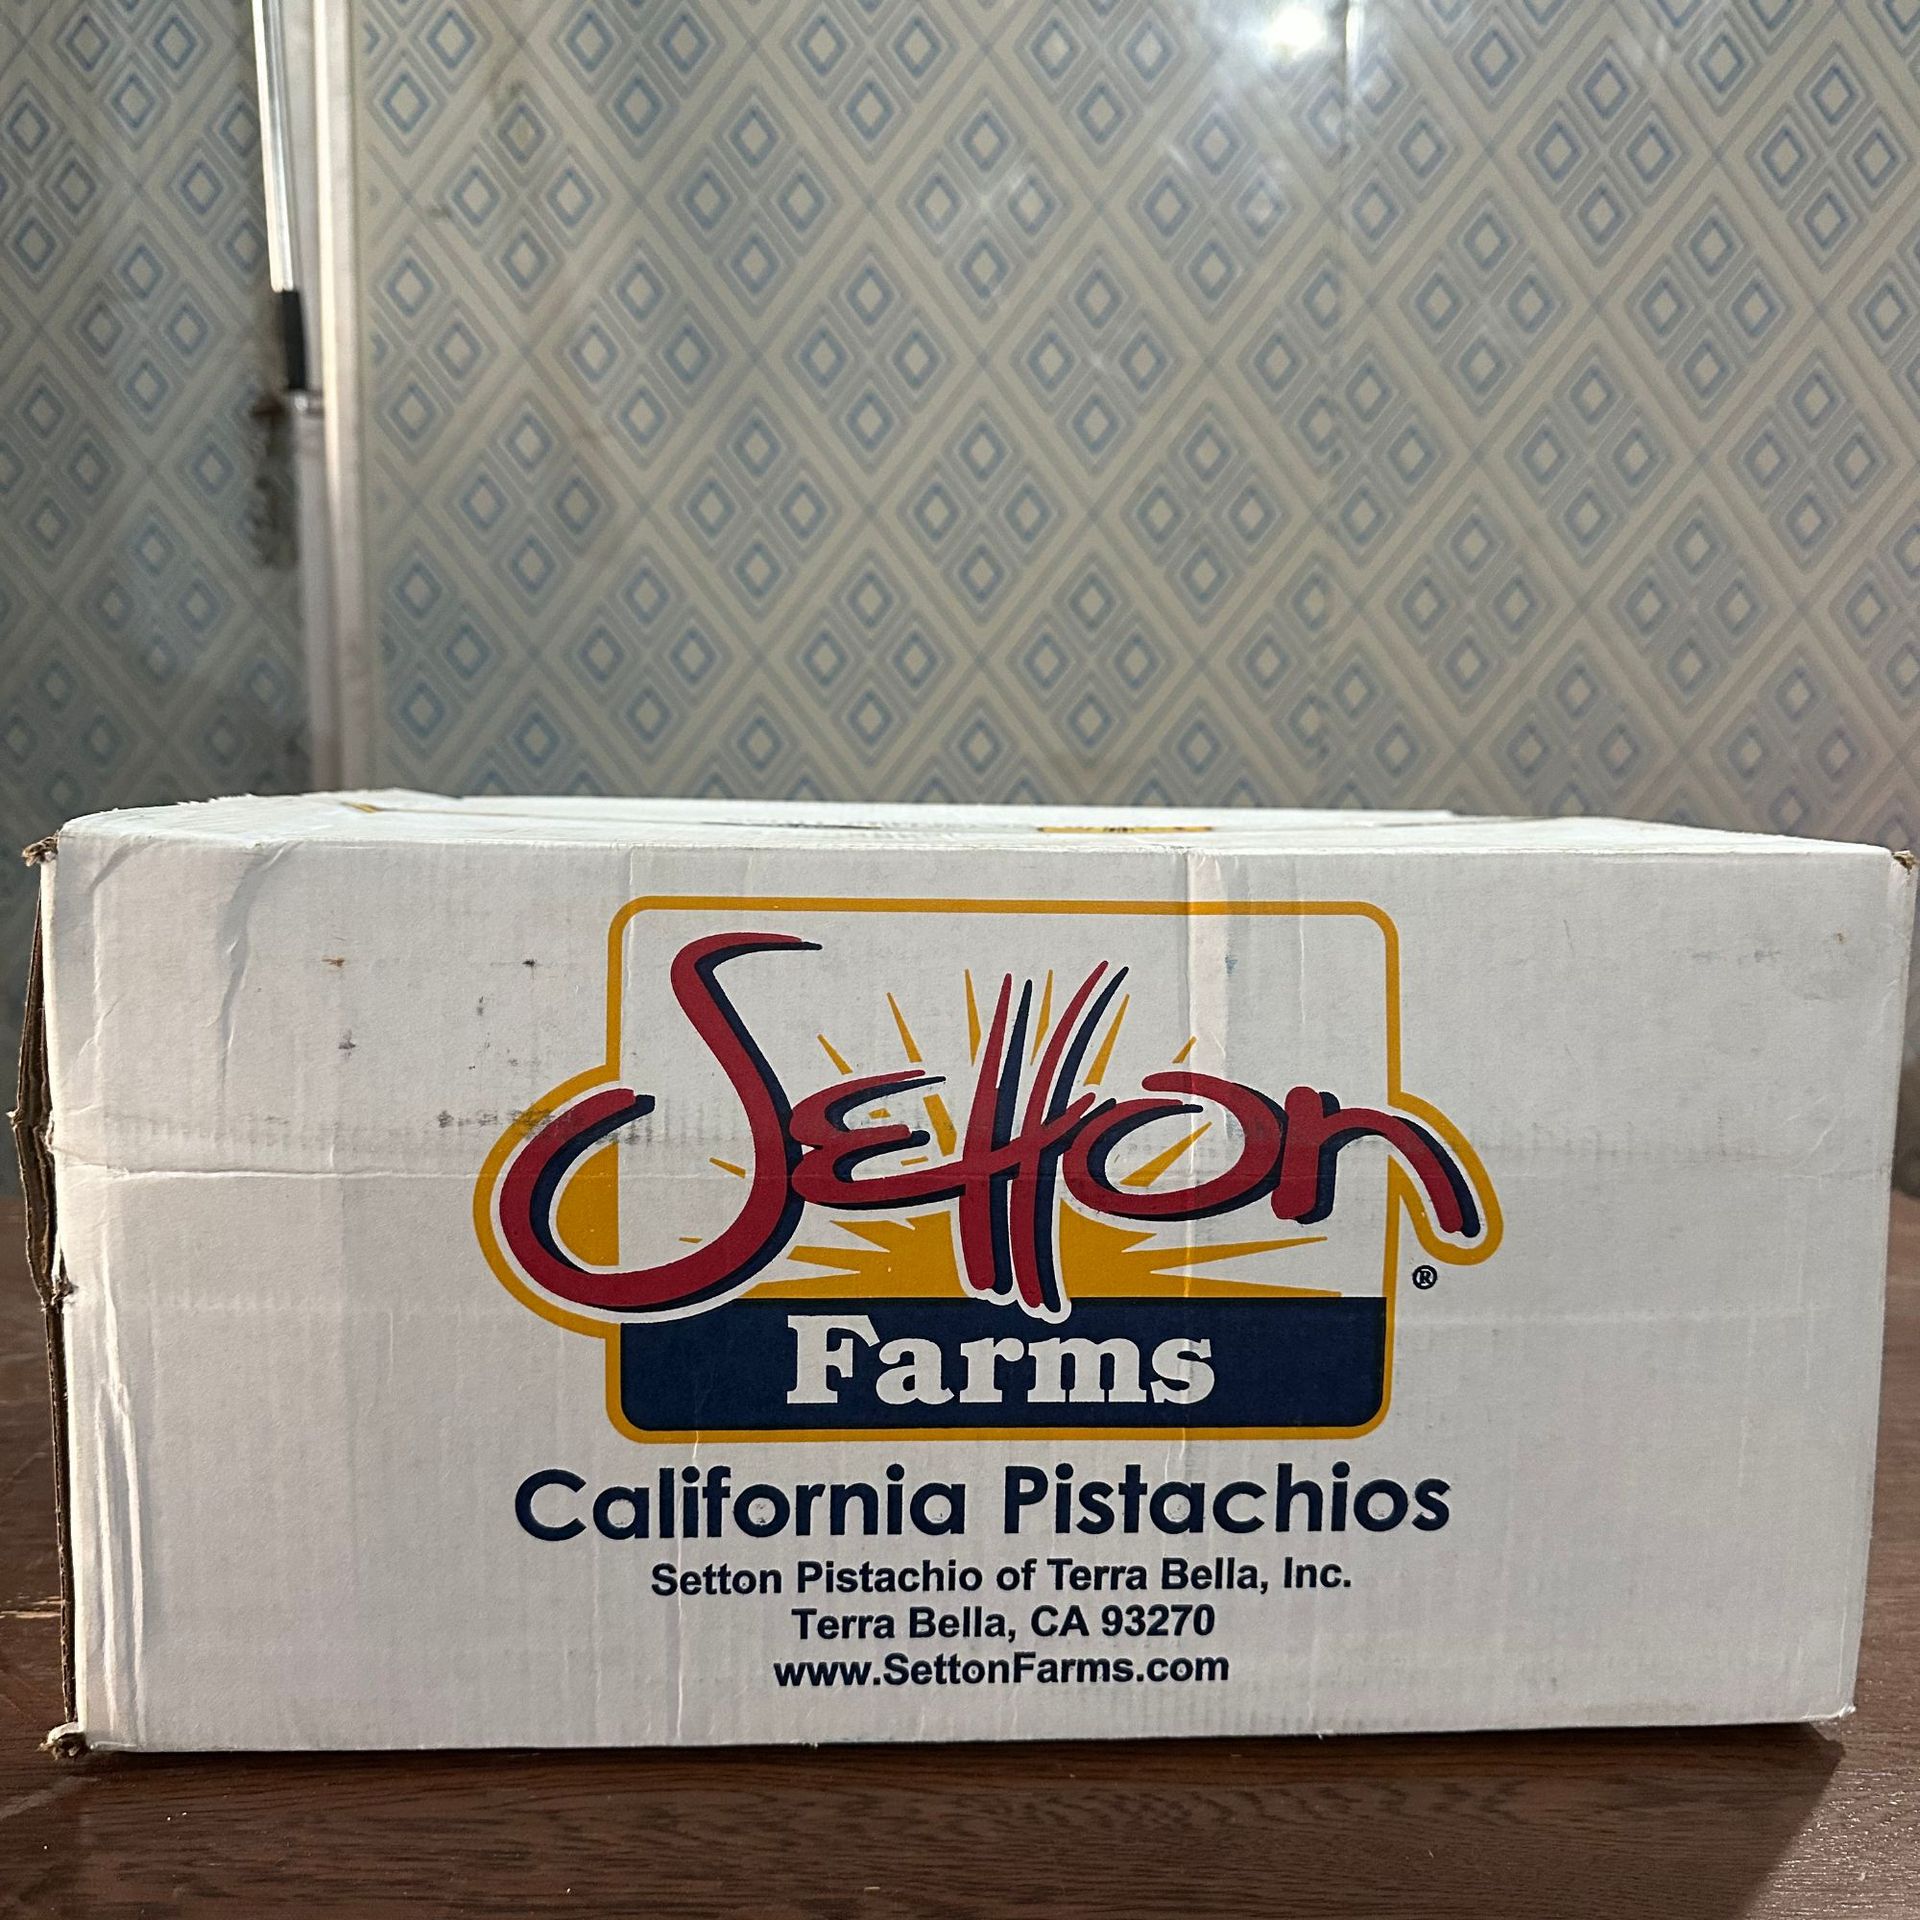 Setton
®
Farms
California Pistachios
Setton Pistachio of Terra Bella, Inc.
Terra Bella, CA 93270
www.SettonFarms.com